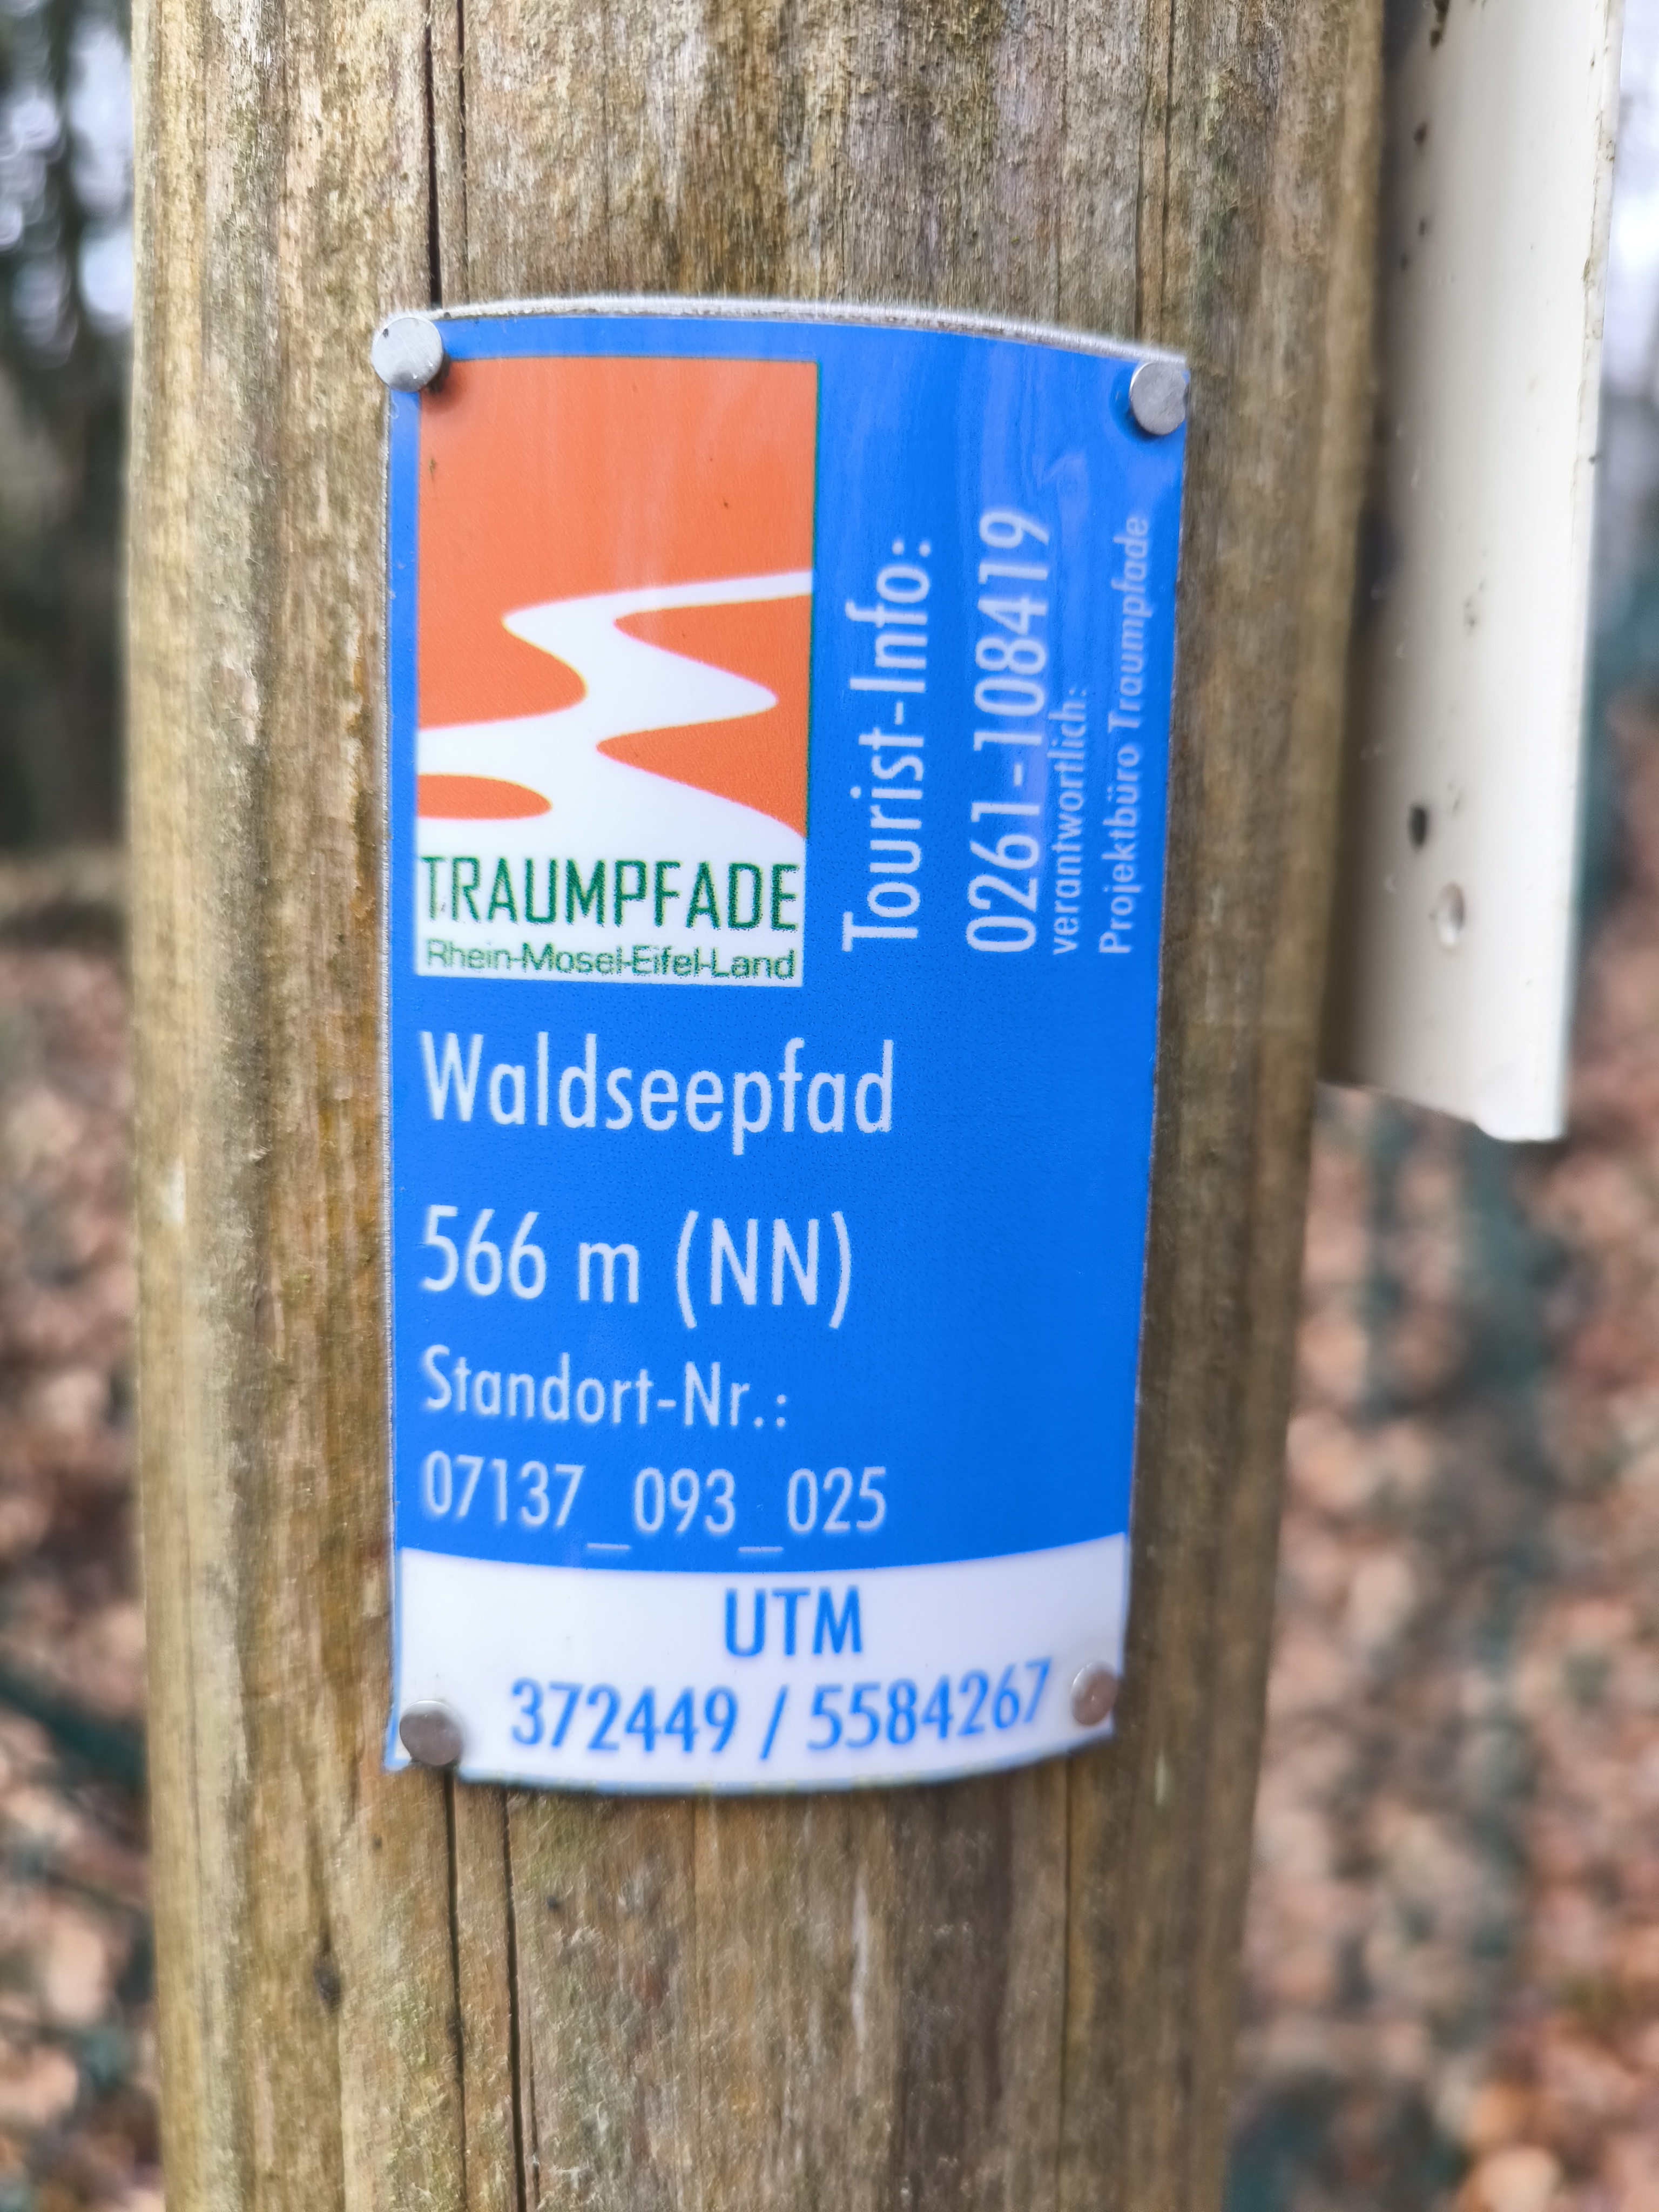 TRAUMPFADE
Rhein-Mosel-Eifel-Land
Tourist-Info:
0261-108419
verantwortlich:
Projektbüro Traumpfade
Waldseepfad
566 m (NN)
Standort-Nr.:
07137_093_025
UTM
372449 / 5584267